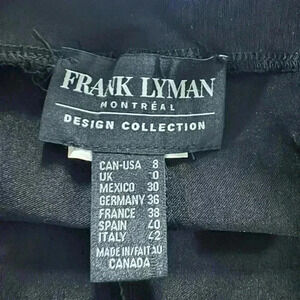 FRANK LYMAN
MONTRÉAL
DESIGN COLLECTION
CAN-USA 8
UK
MEXICO 30
GERMANY 36
FRANCE 38
SPAIN 40
ITALY 42
MADE IN/FAIT AU
CANADA